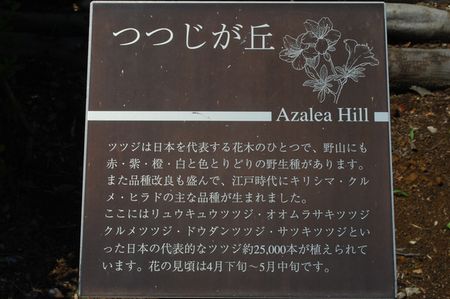 つつじが丘
Azalea Hill
ツツジは日本を代表する花木のひとつで、野山にも
赤・紫・橙・白と色とりどりの野生種があります。
また品種改良も盛んで、江戸時代にキリシマ・クル
メ・ヒラドの主な品種が生まれました。
ここにはリュウキュウツツジ・オオムラサキツツジ
クルメツツジ・ドウダンツツジ・サツキツツジとい
った日本の代表的なツツジ約25,000本が植えられて
います。花の見頃は4月下旬〜5月中旬です。